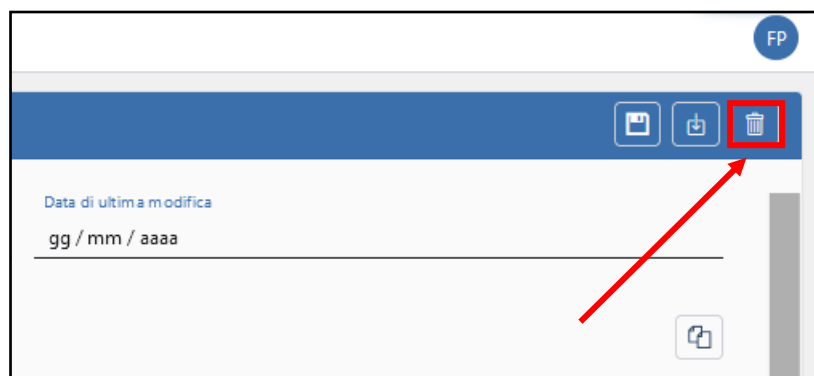 FP
Data di ultima modifica
gg / mm / aaaa